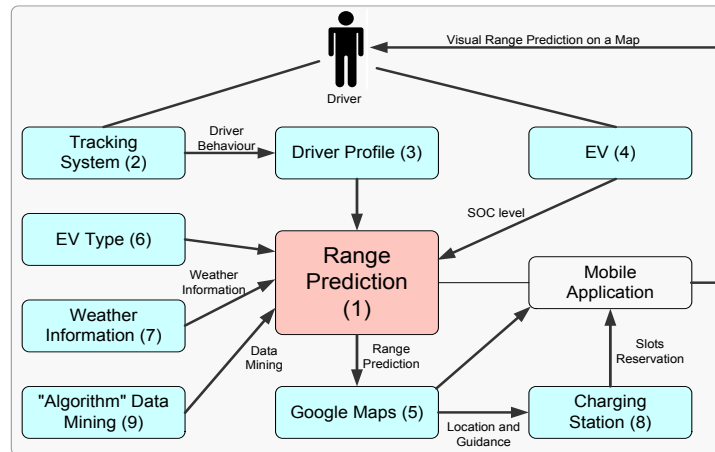 Visual Range Prediction on a Map
Driver
Tracking
System (2)
Driver
Behaviour
Driver Profile (3)
EV (4)
SOC level
EV Type (6)
Range
Prediction
(1)
Weather
Information
Mobile
Application
Weather
Information (7)
Data
Mining
Range
Prediction
Slots
Reservation
"Algorithm" Data
Mining (9)
Google Maps (5)
Location and
Guidance
Charging
Station (8)